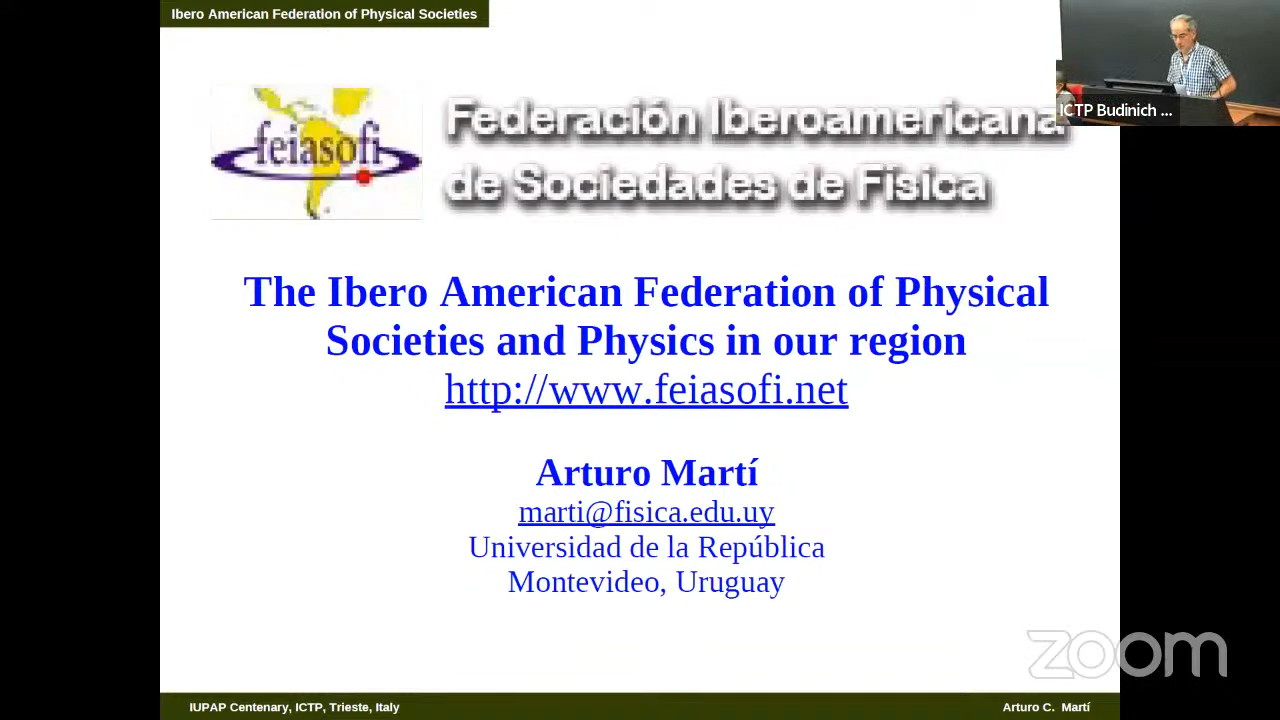 Ibero American Federation of Physical Societies
feiasofi
Federación Iberoamericana
de Sociedades de Física
ICTP Budinich ...
The Ibero American Federation of Physical
Societies and Physics in our region
http://www.feiasofi.net
Arturo Martí
marti@fisica.edu.uy
Universidad de la República
Montevideo, Uruguay
zoom
IUPAP Centenary, ICTP, Trieste, Italy
Arturo C. Martí